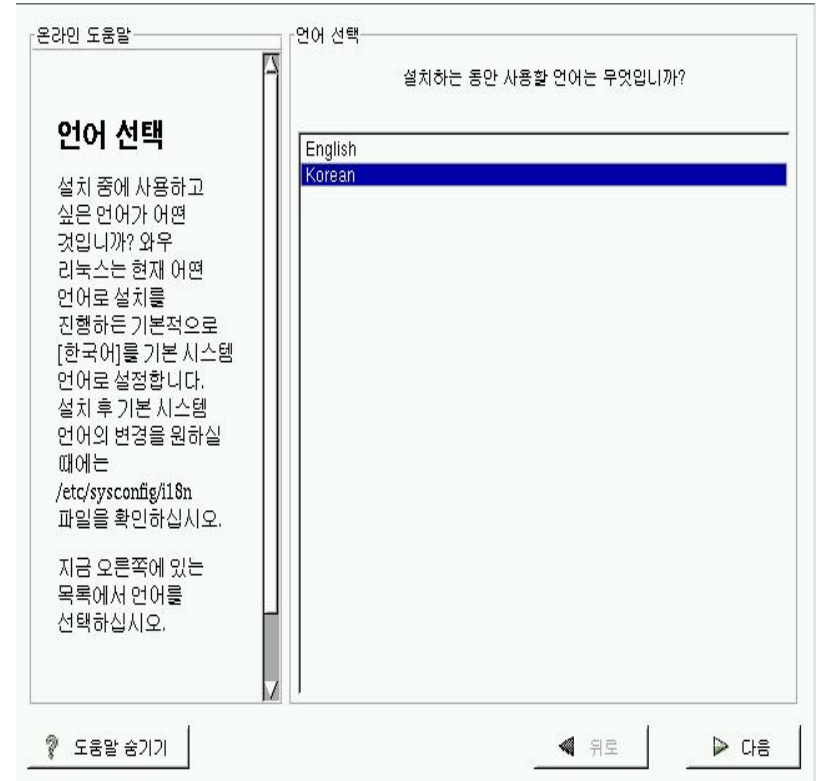 온라인 도움말
언어 선택
설치 중에 사용하고
싶은 언어가 어떤
것입니까? 와우
리눅스는 현재 어떤
언어로 설치를
진행하든 기본적으로
[한국어]를 기본 시스템
언어로 설정합니다.
설치 후 기본 시스템
언어의 변경을 원하실
때에는
/etc/sysconfig/i18n
파일을 확인하십시오.
지금 오른쪽에 있는
목록에서 언어를
선택하십시오.
언어 선택
설치하는 동안 사용할 언어는 무엇입니까?
English
Korean
도움말 숨기기
위로
다음